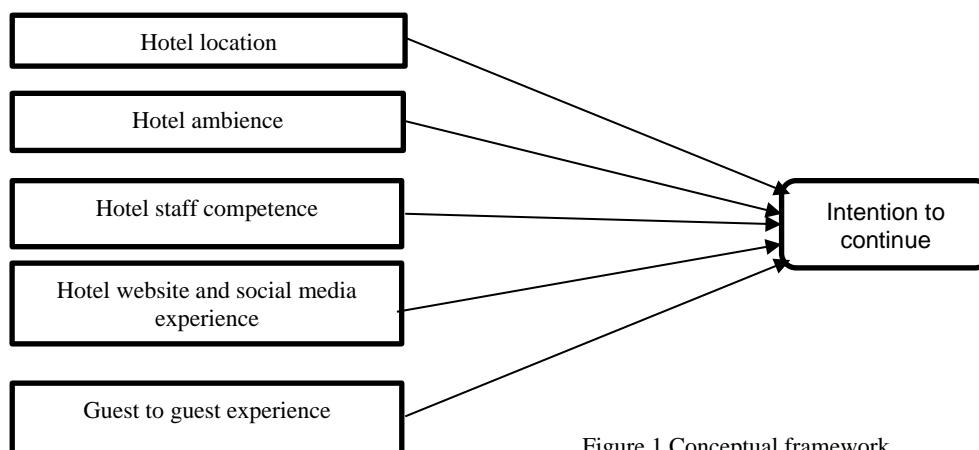 Hotel location
Hotel ambience
Hotel staff competence
Hotel website and social media
experience
Guest to guest experience
Intention to
continue
Figure 1 Conceptual framework